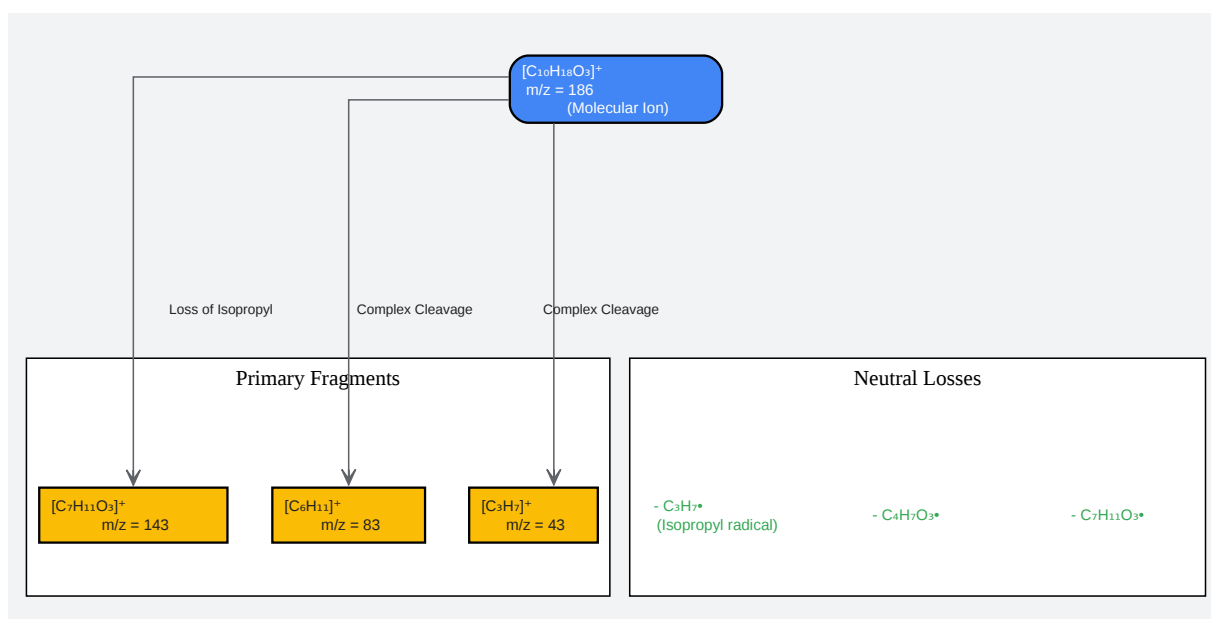 [C₁₀H₁₈O₃]⁺
m/z = 186
(Molecular Ion)
Loss of Isopropyl
Complex Cleavage
Complex Cleavage
Primary Fragments
[C₇H₁₁O₃]⁺
m/z = 143
[C₆H₁₁]⁺
m/z = 83
[C₃H₇]⁺
m/z = 43
Neutral Losses
- C₃H₇•
(Isopropyl radical)
- C₄H₇O₃•
- C₇H₁₁O₃•